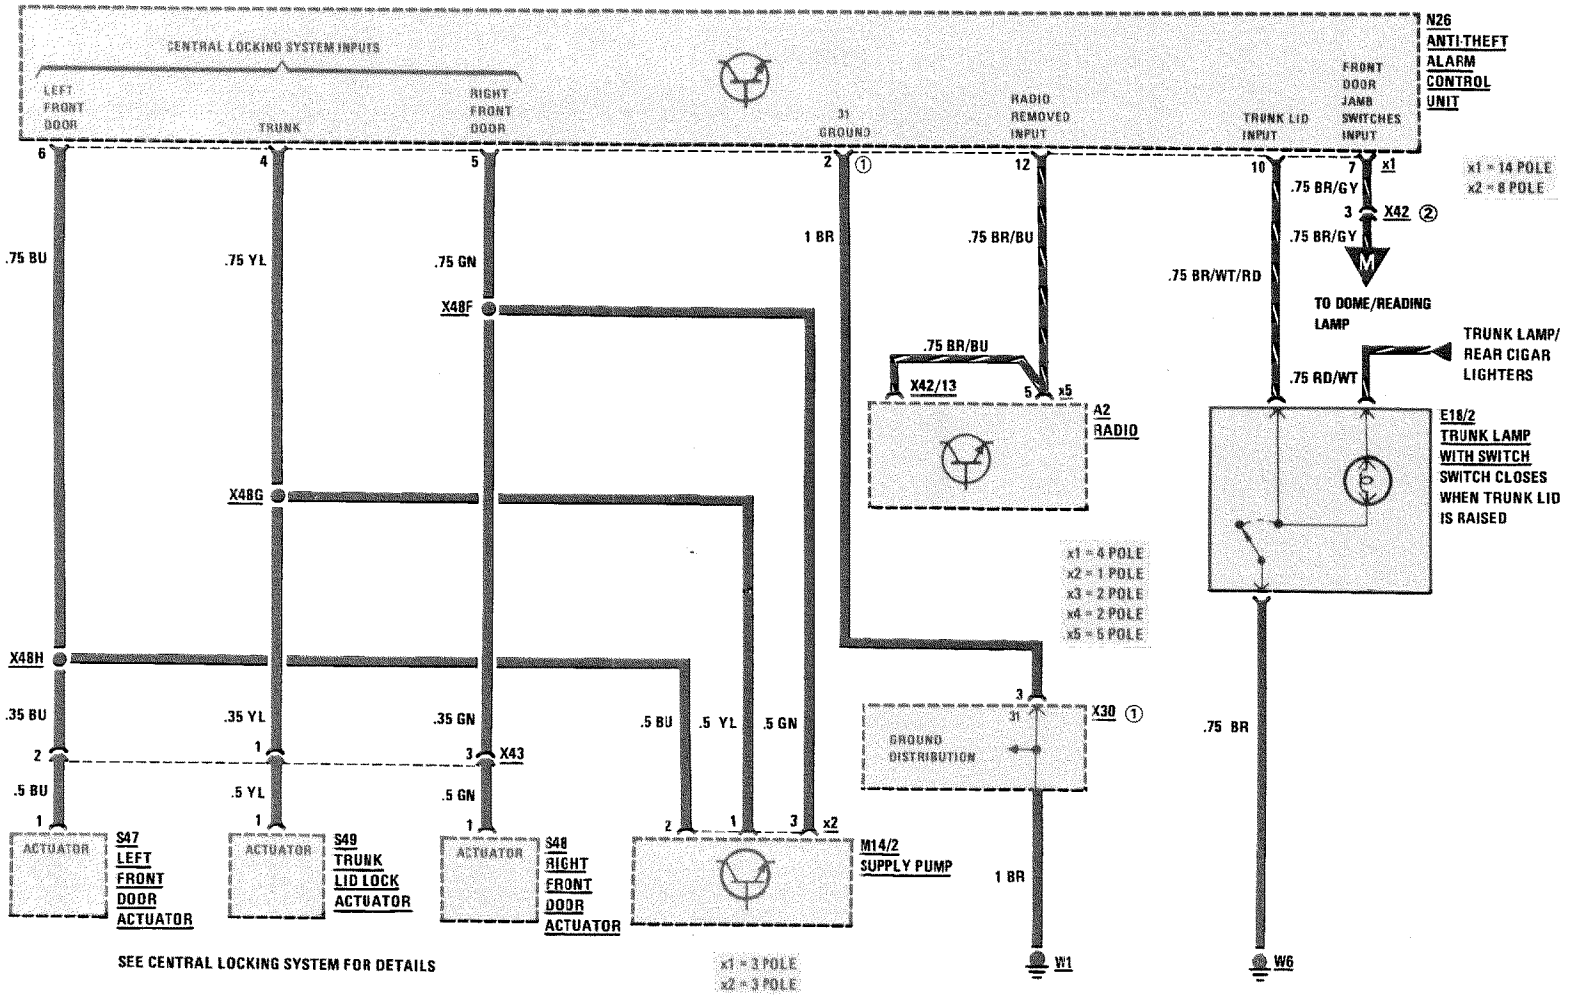 N26
ANTI-THEFT
ALARM
CONTROL
UNIT
CENTRAL LOCKING SYSTEM INPUTS
LEFT
FRONT
DOOR
TRUNK
RIGHT
FRONT
DOOR
31
GROUND
RADIO
REMOVED
INPUT
TRUNK LID
INPUT
FRONT
DOOR
JAMB
SWITCHES
INPUT
6
4
5
2
1
12
10
7
x1
x1 = 14 POLE
x2 = 8 POLE
.75 BR/GY
3
X42
2
.75 BR/GY
M
TO DOME/READING
LAMP
.75 BU
.75 YL
.75 GN
1 BR
.75 BR/BU
.75 BR/WT/RD
X48F
.75 BR/BU
X42/13
5
x5
A2
RADIO
TRUNK LAMP/
REAR CIGAR
LIGHTERS
.75 RD/WT
E18/2
TRUNK LAMP
WITH SWITCH
SWITCH CLOSES
WHEN TRUNK LID
IS RAISED
X48G
x1 = 4 POLE
x2 = 1 POLE
x3 = 2 POLE
x4 = 2 POLE
x5 = 5 POLE
X48H
.35 BU
.35 YL
.35 GN
.5 BU
.5 YL
.5 GN
3
31
X30
1
GROUND
DISTRIBUTION
.75 BR
2
1
3
X43
.5 BU
.5 YL
.5 GN
1
1
1
2
1
3
x2
ACTUATOR
S47
LEFT
FRONT
DOOR
ACTUATOR
ACTUATOR
S49
TRUNK
LID LOCK
ACTUATOR
ACTUATOR
S48
RIGHT
FRONT
DOOR
ACTUATOR
M14/2
SUPPLY PUMP
1 BR
W1
W6
SEE CENTRAL LOCKING SYSTEM FOR DETAILS
x1 = 3 POLE
x2 = 3 POLE